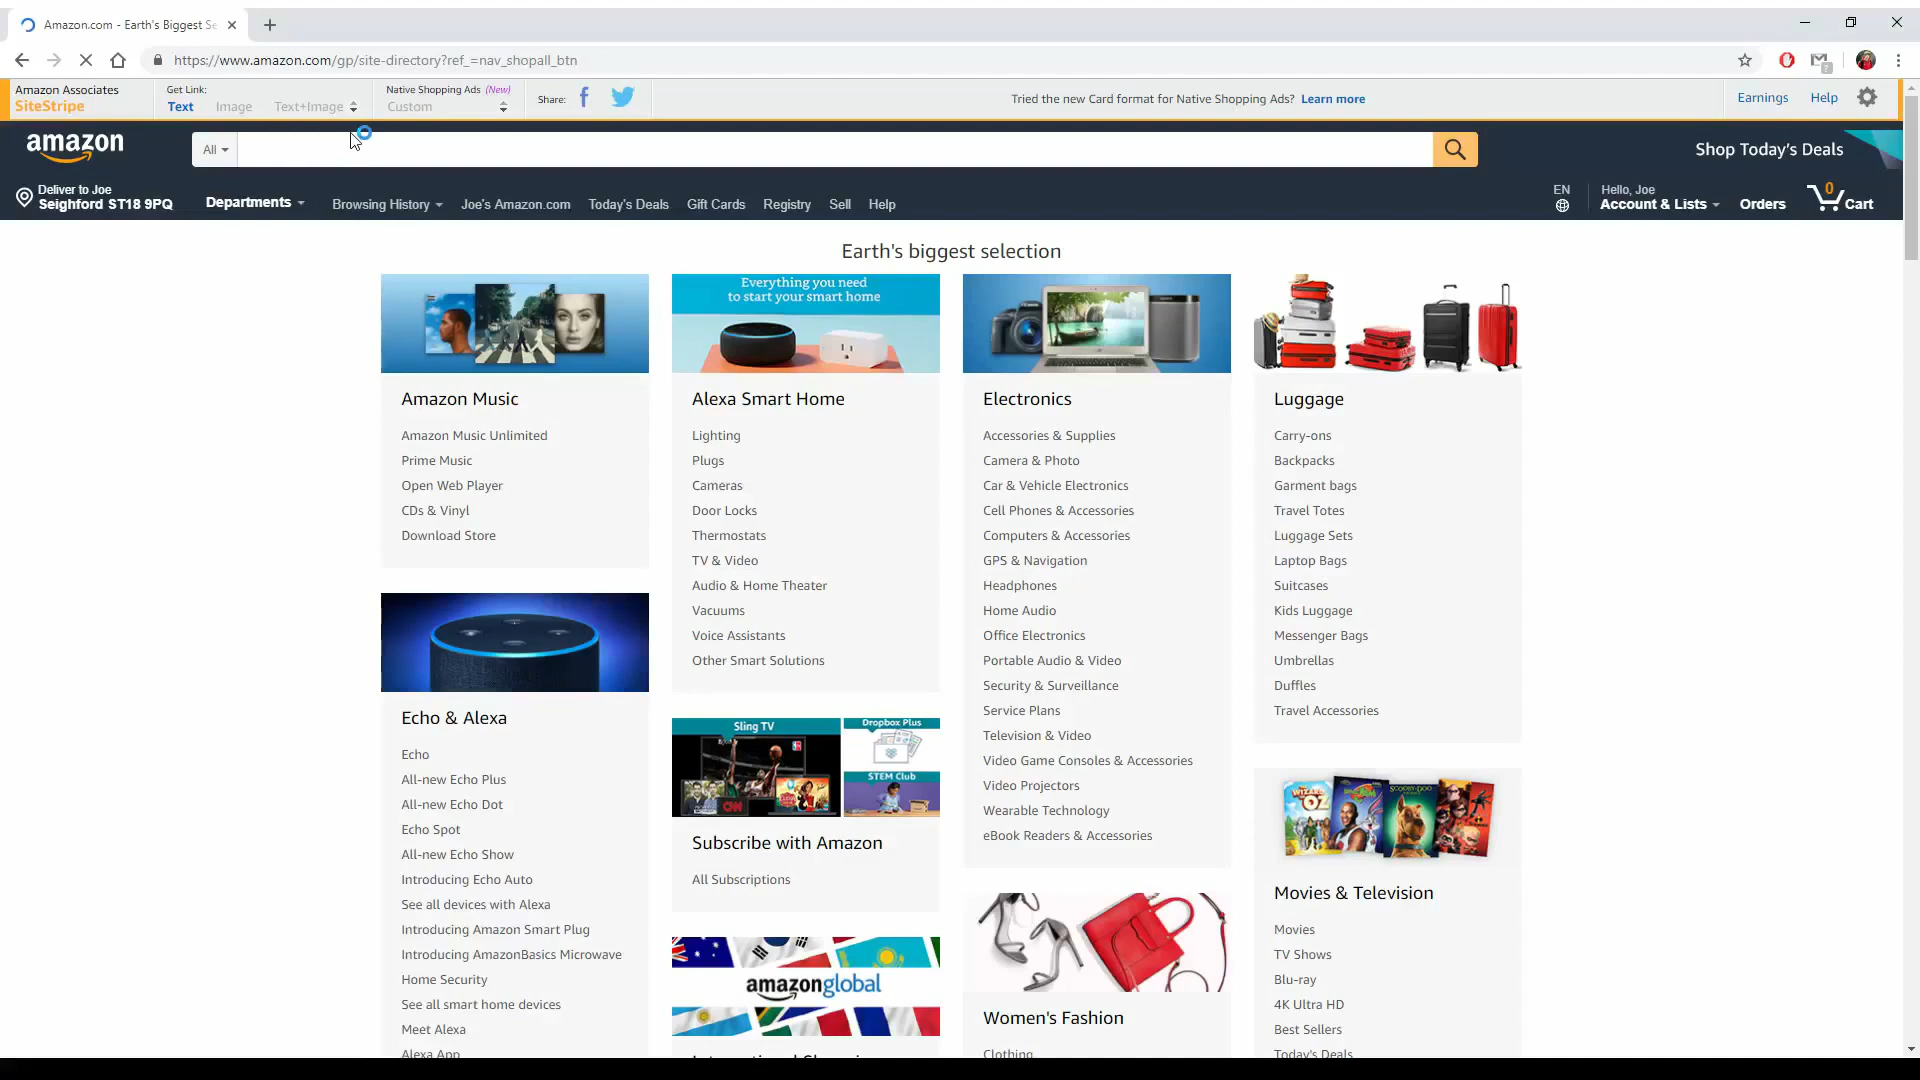 Amazon.com - Earth's Biggest Se
https://www.amazon.com/gp/site-directory?ref_=nav_shopall_btn
Amazon Associates
SiteStripe
Get Link:
Text Image Text+Image
Native Shopping Ads (New)
Custom
Share:
Tried the new Card format for Native Shopping Ads? Learn more
Earnings Help
amazon
All
Shop Today's Deals
Deliver to Joe
Seighford ST18 9PQ
Departments Browsing History Joe's Amazon.com Today's Deals Gift Cards Registry Sell Help
EN
Hello, Joe
Account & Lists
Orders
0
Cart
Earth's biggest selection
Amazon Music
Amazon Music Unlimited
Prime Music
Open Web Player
CDs & Vinyl
Download Store
Echo & Alexa
Echo
All-new Echo Plus
All-new Echo Dot
Echo Spot
All-new Echo Show
Introducing Echo Auto
See all devices with Alexa
Introducing Amazon Smart Plug
Introducing AmazonBasics Microwave
Home Security
See all smart home devices
Meet Alexa
Alexa App
Everything you need
to start your smart home
Alexa Smart Home
Lighting
Plugs
Cameras
Door Locks
Thermostats
TV & Video
Audio & Home Theater
Vacuums
Voice Assistants
Other Smart Solutions
Sling TV
CNN
Dropbox Plus
STEM Club
Subscribe with Amazon
All Subscriptions
amazonglobal
Electronics
Accessories & Supplies
Camera & Photo
Car & Vehicle Electronics
Cell Phones & Accessories
Computers & Accessories
GPS & Navigation
Headphones
Home Audio
Office Electronics
Portable Audio & Video
Security & Surveillance
Service Plans
Television & Video
Video Game Consoles & Accessories
Video Projectors
Wearable Technology
eBook Readers & Accessories
Women's Fashion
Clothing
Luggage
Carry-ons
Backpacks
Garment bags
Travel Totes
Luggage Sets
Laptop Bags
Suitcases
Kids Luggage
Messenger Bags
Umbrellas
Duffles
Travel Accessories
Movies & Television
Movies
TV Shows
Blu-ray
4K Ultra HD
Best Sellers
Today's Deals